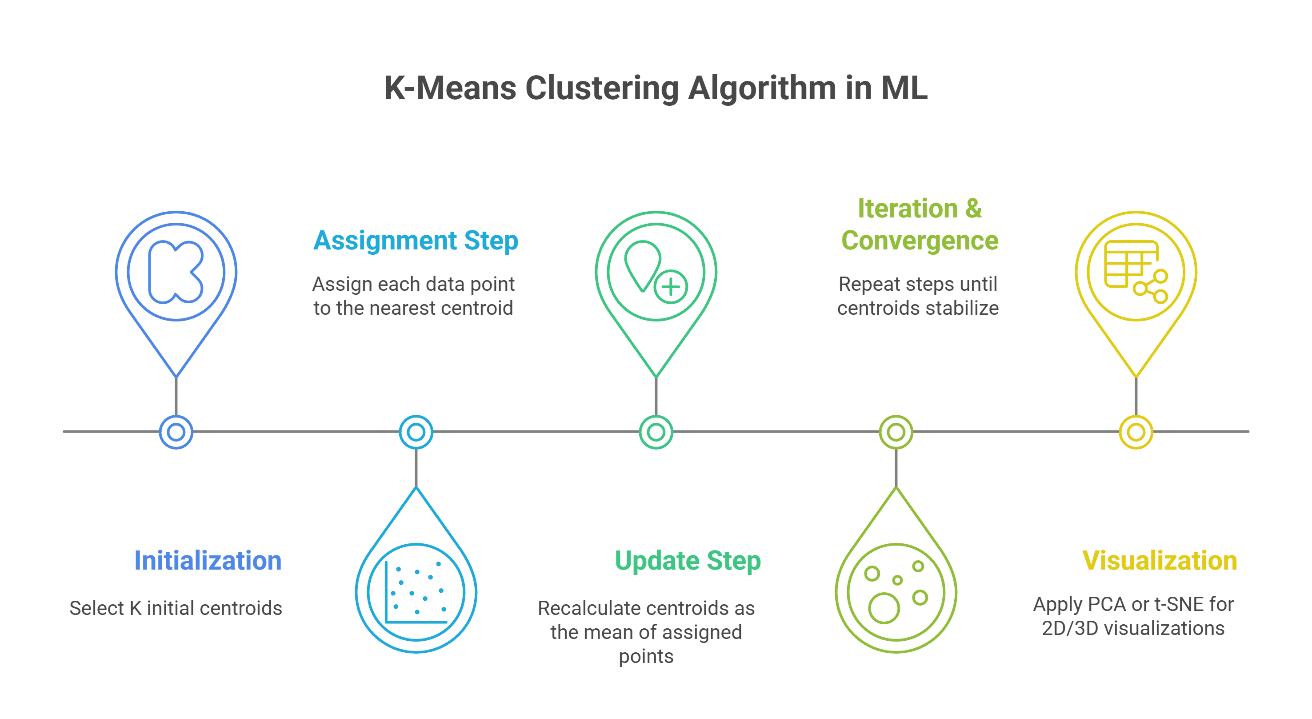 K-Means Clustering Algorithm in ML
Initialization
Select K initial centroids
Assignment Step
Assign each data point
to the nearest centroid
Update Step
Recalculate centroids as
the mean of assigned
points
Iteration &
Convergence
Repeat steps until
centroids stabilize
Visualization
Apply PCA or t-SNE for
2D/3D visualizations